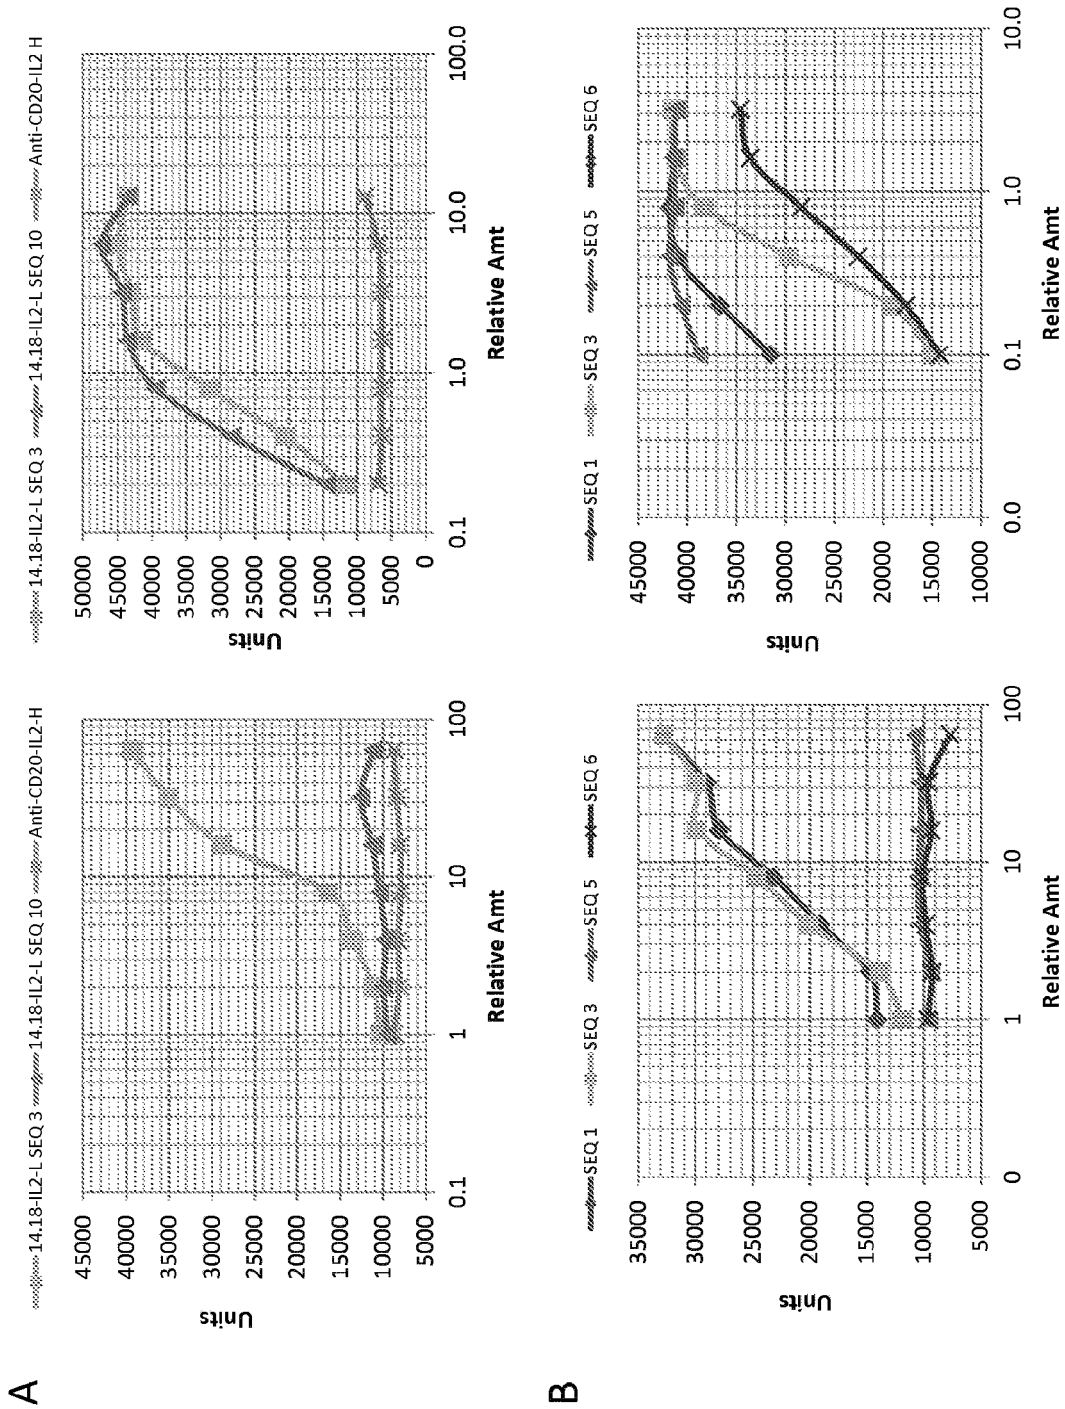 A
14.18-IL2-L SEQ 3 14.18-IL2-L SEQ 10 Anti-CD20-IL2-H
45000
40000
35000
30000
25000
20000
15000
10000
5000
Units
0.1 1 10 100
Relative Amt
14.18-IL2-L SEQ 3 14.18-IL2-L SEQ 10 Anti-CD20-IL2 H
50000
45000
40000
35000
30000
25000
20000
15000
10000
5000
0
Units
0.1 1.0 10.0 100.0
Relative Amt
B
SEQ 1 SEQ 3 SEQ 5 SEQ 6
35000
30000
25000
20000
15000
10000
5000
Units
0 1 10 100
Relative Amt
SEQ 1 SEQ 3 SEQ 5 SEQ 6
45000
40000
35000
30000
25000
20000
15000
10000
Units
0.0 0.1 1.0 10.0
Relative Amt